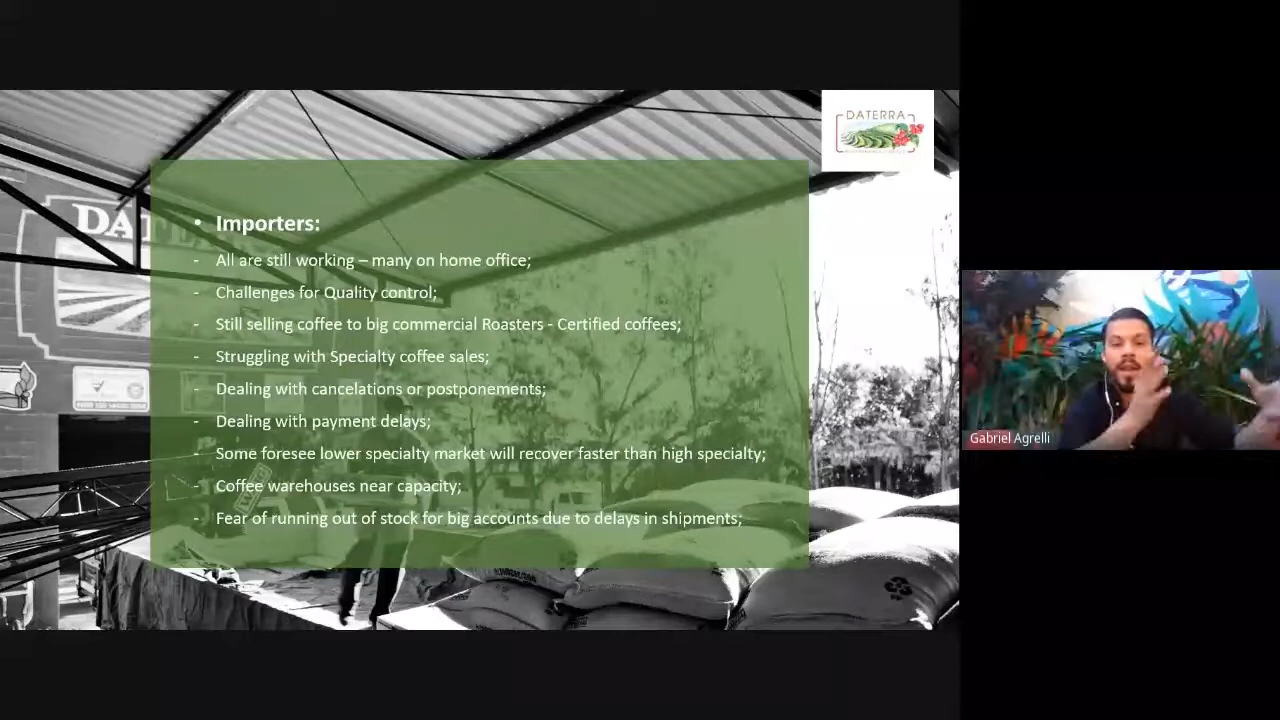 DATERRA
• Importers:
- All are still working – many on home office;
- Challenges for Quality control;
- Still selling coffee to big commercial Roasters - Certified coffees;
- Struggling with Specialty coffee sales;
- Dealing with cancelations or postponements;
- Dealing with payment delays;
- Some foresee lower specialty market will recover faster than high specialty;
- Coffee warehouses near capacity;
- Fear of running out of stock for big accounts due to delays in shipments;
Gabriel Agrelli